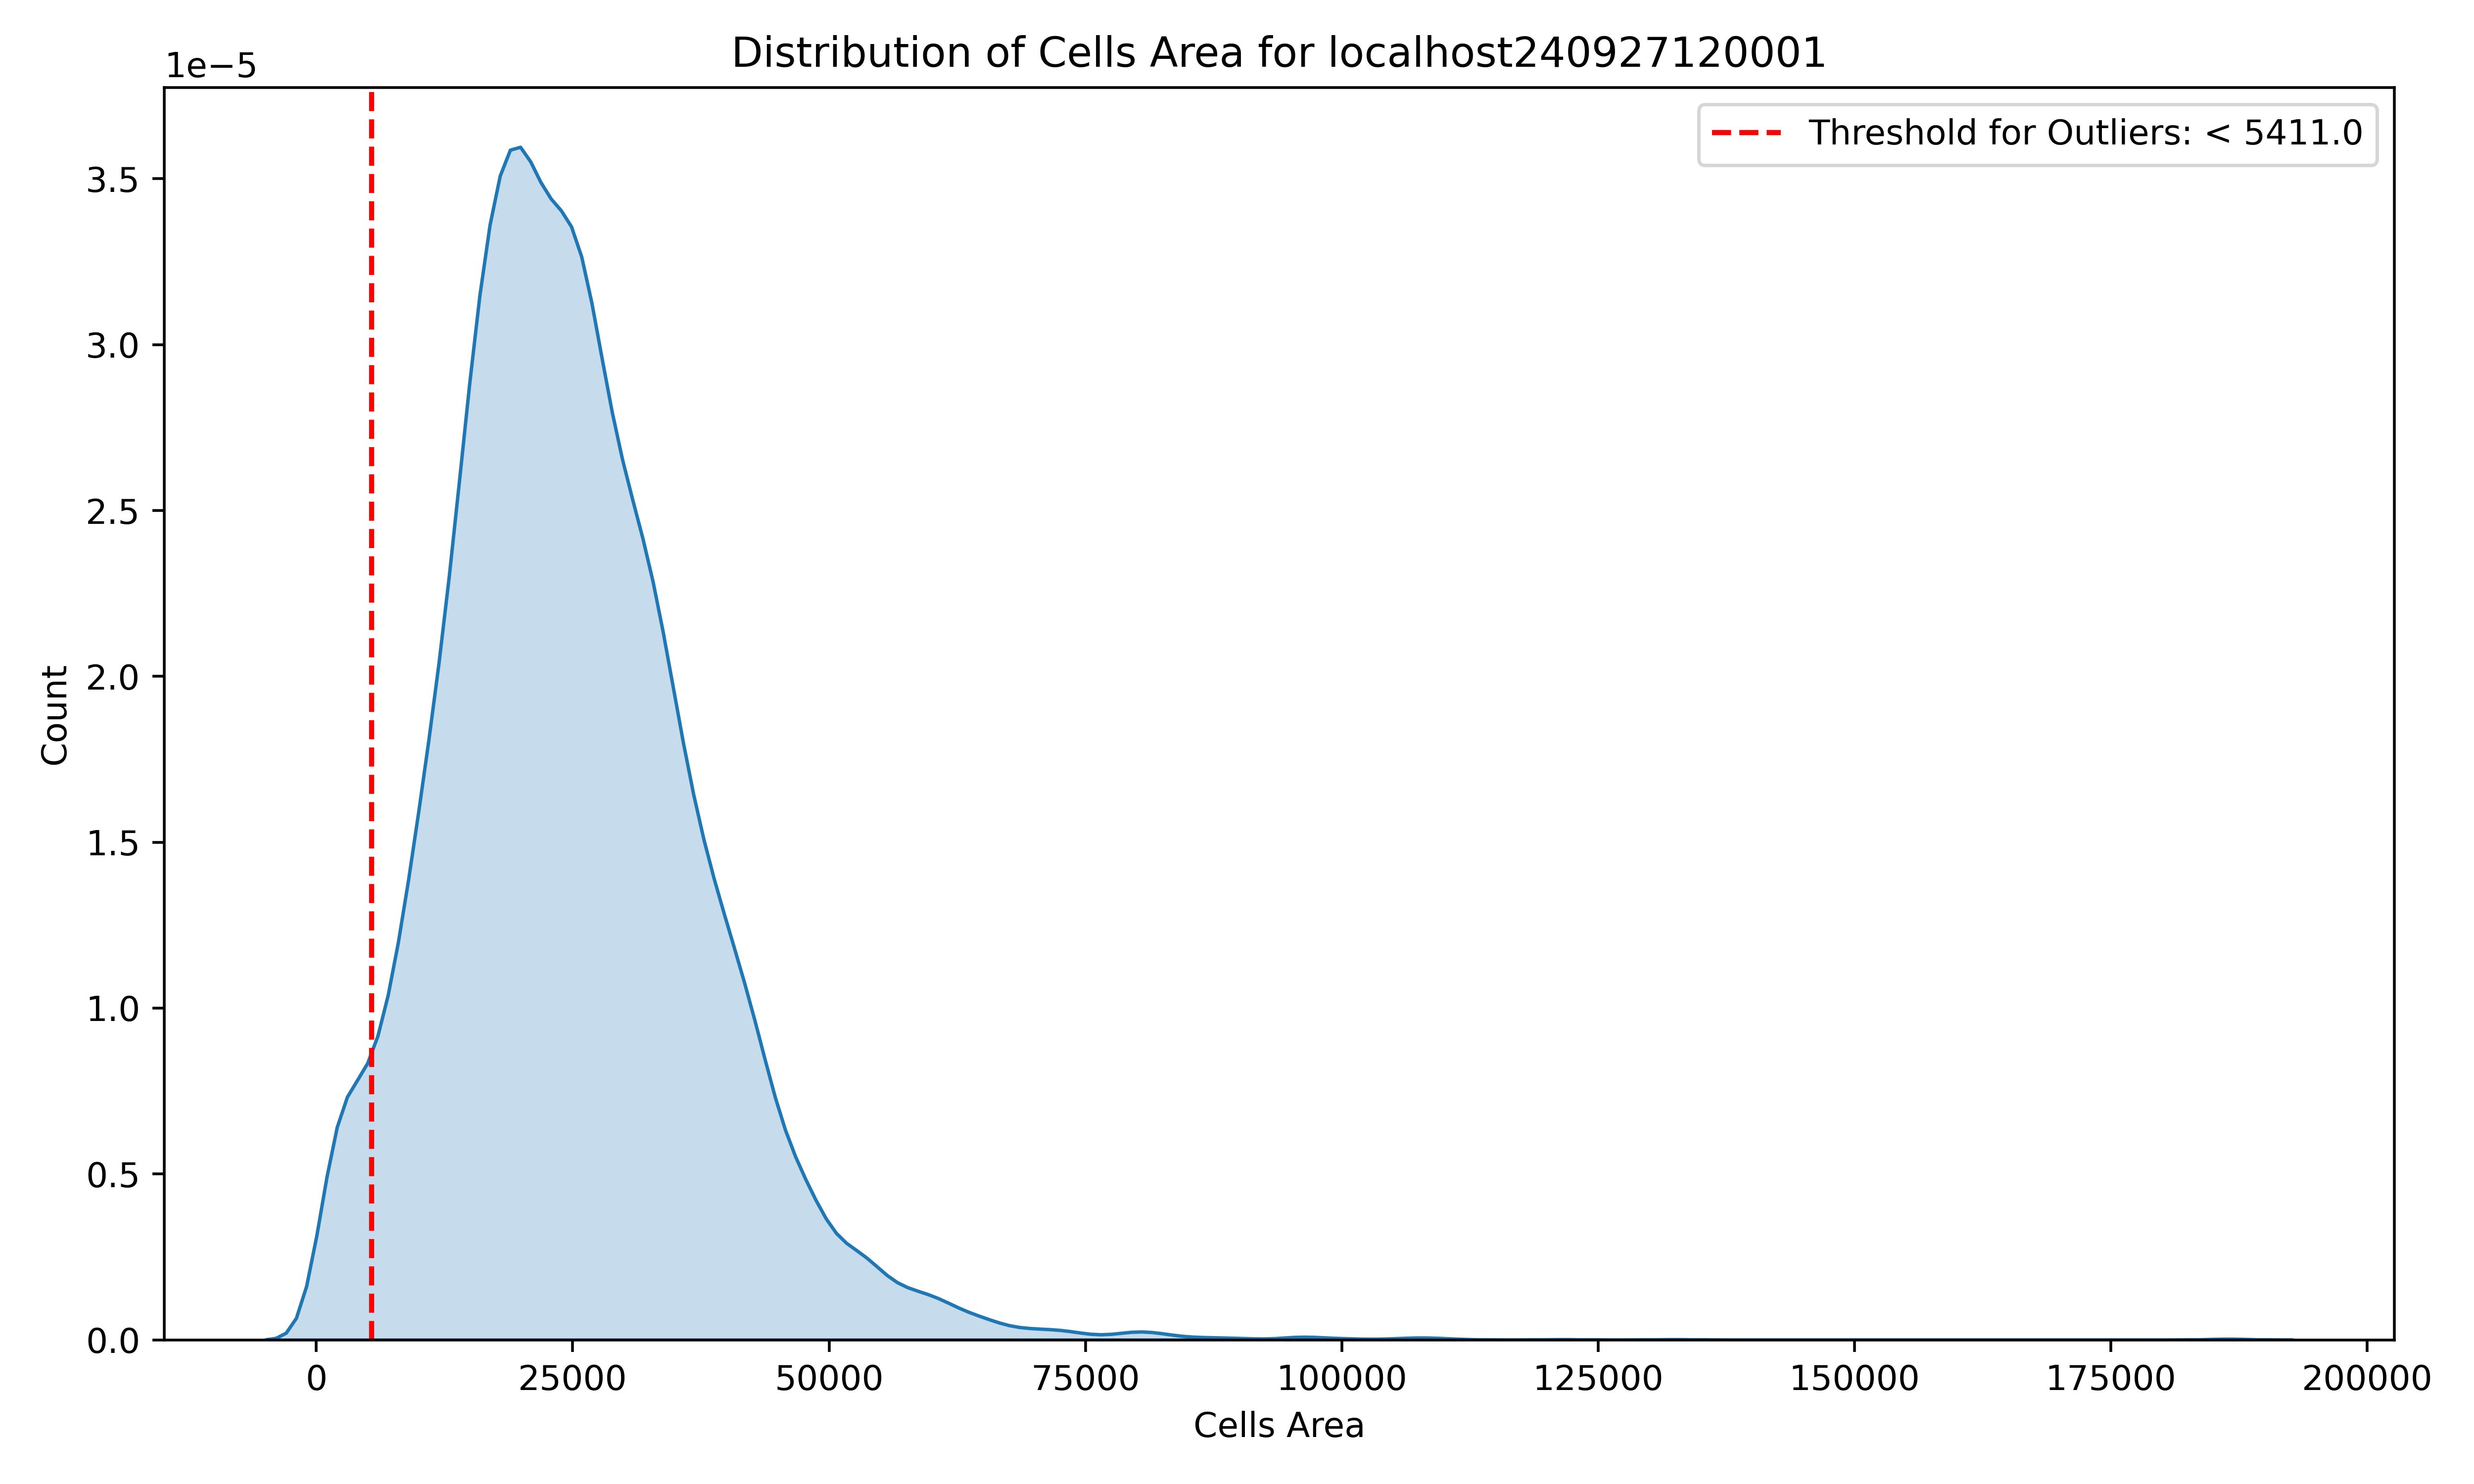 Distribution of Cells Area for localhost240927120001
1e−5
Threshold for Outliers: < 5411.0
3.5
3.0
2.5
2.0
1.5
1.0
0.5
0.0
Count
0 25000 50000 75000 100000 125000 150000 175000 200000
Cells Area